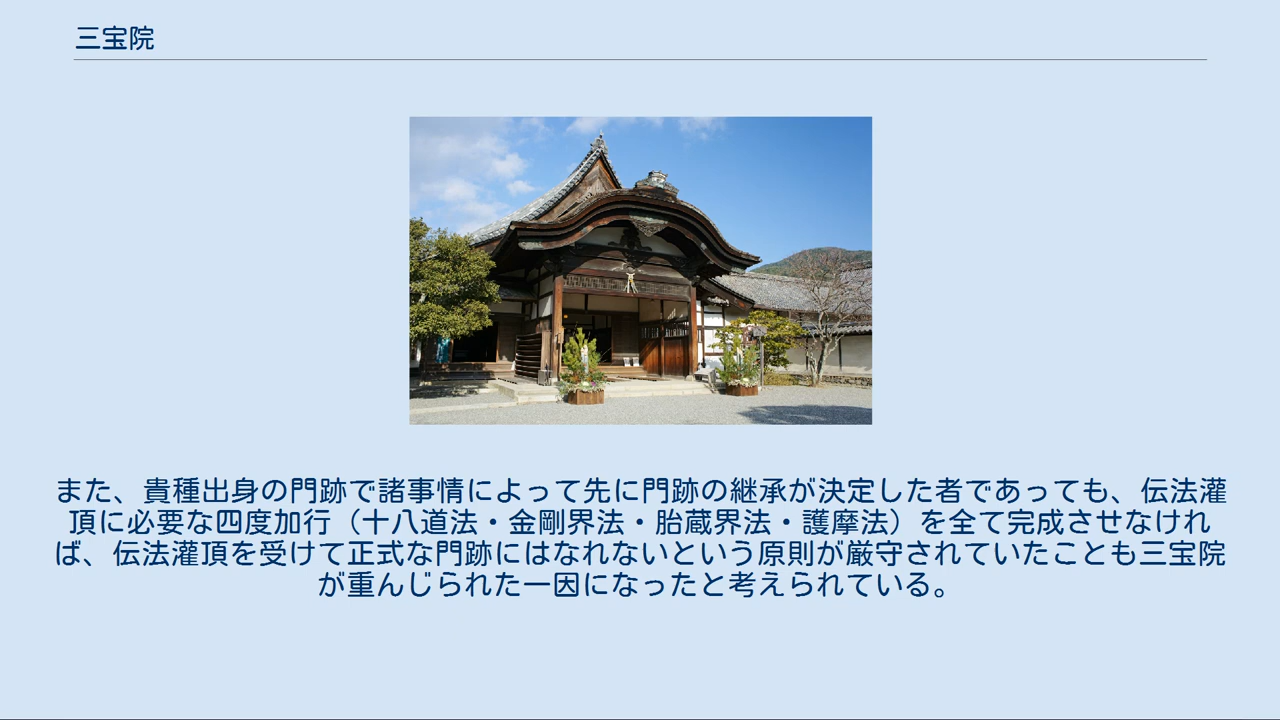 三宝院
また、貴種出身の門跡で諸事情によって先に門跡の継承が決定した者であっても、伝法灌
頂に必要な四度加行（十八道法・金剛界法・胎蔵界法・護摩法）を全て完成させなけれ
ば、伝法灌頂を受けて正式な門跡にはなれないという原則が厳守されていたことも三宝院
が重んじられた一因になったと考えられている。